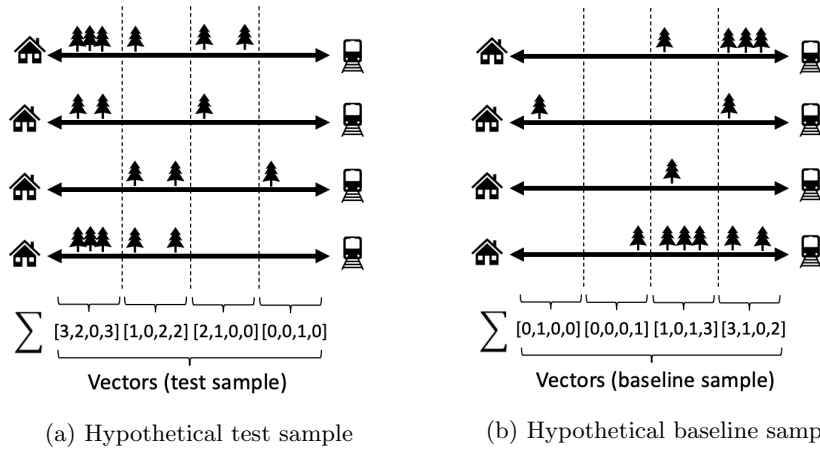 ∑ [3,2,0,3] [1,0,2,2] [2,1,0,0] [0,0,1,0]
Vectors (test sample)
(a) Hypothetical test sample
∑ [0,1,0,0] [0,0,0,1] [1,0,1,3] [3,1,0,2]
Vectors (baseline sample)
(b) Hypothetical baseline samp